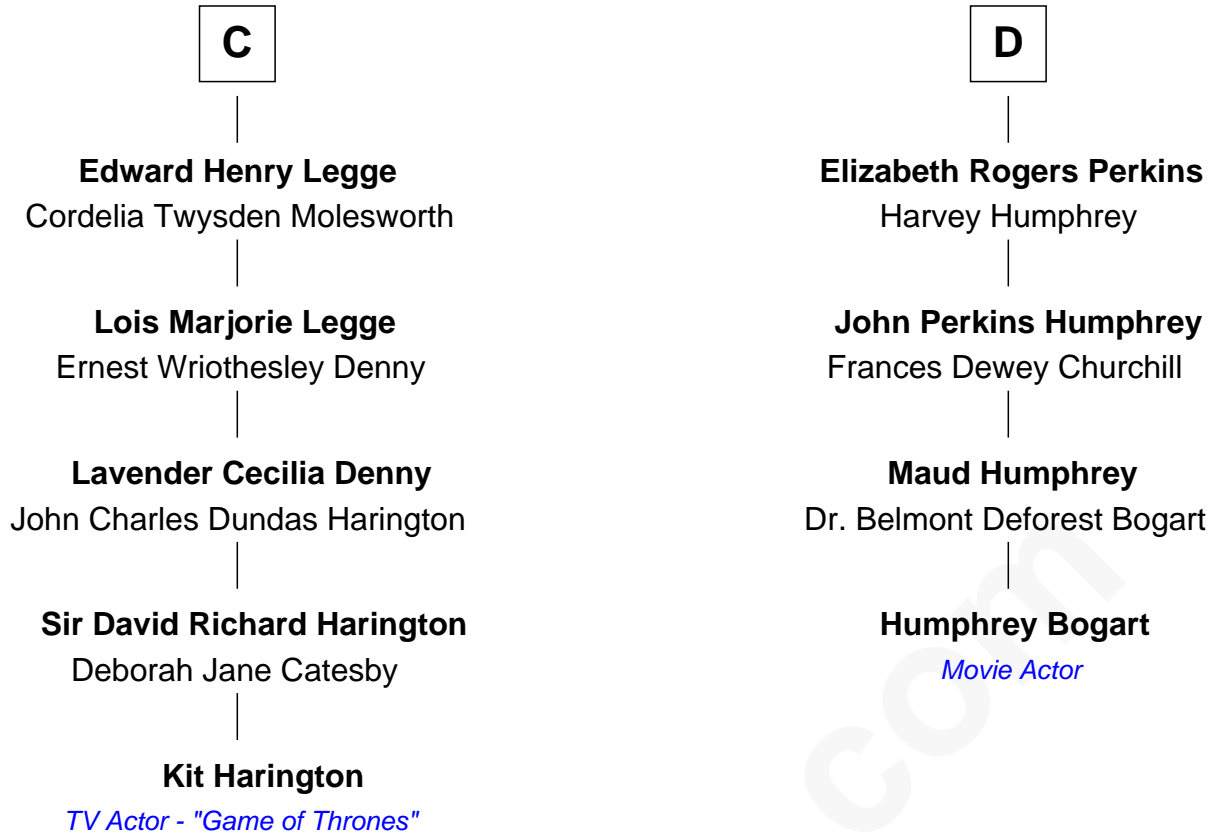 C
Edward Henry Legge
Cordelia Twysden Molesworth
Lois Marjorie Legge
Ernest Wriothesley Denny
Lavender Cecilia Denny
John Charles Dundas Harington
Sir David Richard Harington
Deborah Jane Catesby
Kit Harington
TV Actor - "Game of Thrones"
D
Elizabeth Rogers Perkins
Harvey Humphrey
John Perkins Humphrey
Frances Dewey Churchill
Maud Humphrey
Dr. Belmont Deforest Bogart
Humphrey Bogart
Movie Actor
com